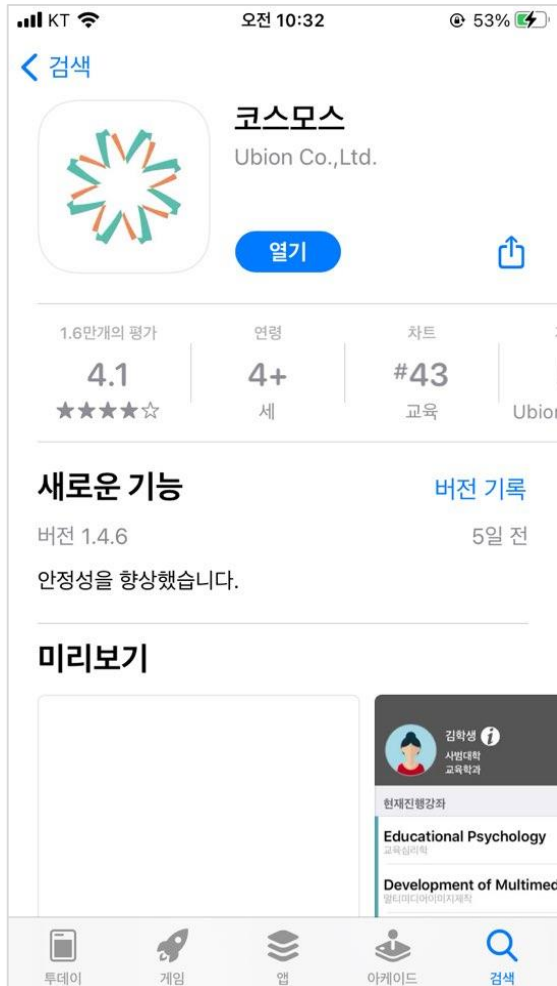 KT 오전 10:32 53%
검색
코스모스
Ubion Co.,Ltd.
열기
1.6만개의 평가 연령 차트
4.1 4+ #43
★★★★☆ 세 교육 Ubion
새로운 기능 버전 기록
버전 1.4.6 5일 전
안정성을 향상했습니다.
미리보기
김학생
사범대학
교육학과
현재진행강좌
Educational Psychology
교육심리학
Development of Multimed
멀티미디어이미지제작
투데이 게임 앱 아케이드 검색